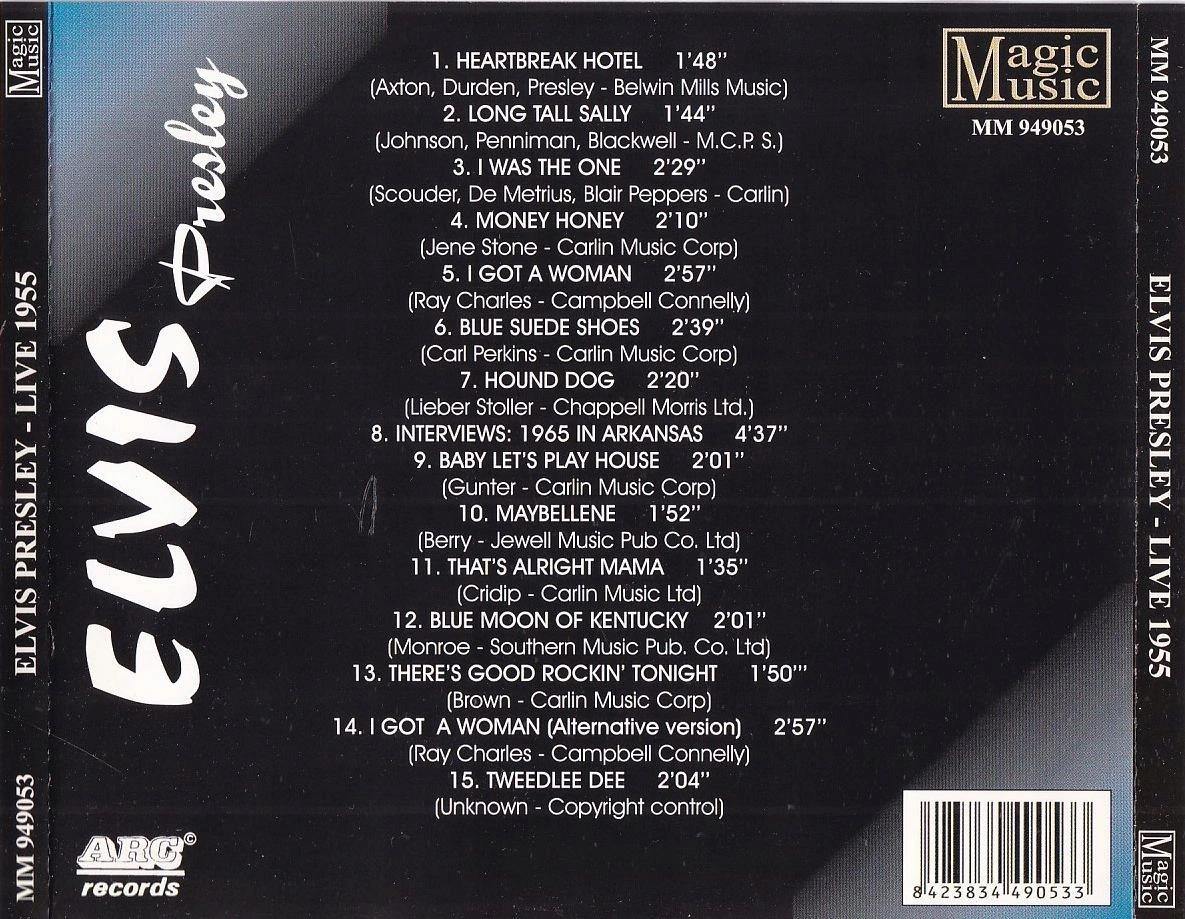 Magic
Music
ELVIS PRESLEY - LIVE 1955
MM 949053
ELVIS Presley
1. HEARTBREAK HOTEL 1'48"
(Axton, Durden, Presley - Belwin Mills Music)
2. LONG TALL SALLY 1'44"
(Johnson, Penniman, Blackwell - M.C.P. S.)
3. I WAS THE ONE 2'29"
(Scouder, De Metrius, Blair Peppers - Carlin)
4. MONEY HONEY 2'10"
(Jene Stone - Carlin Music Corp)
5. I GOT A WOMAN 2'57"
(Ray Charles - Campbell Connelly)
6. BLUE SUEDE SHOES 2'39"
(Carl Perkins - Carlin Music Corp)
7. HOUND DOG 2'20"
(Lieber Stoller - Chappell Morris Ltd.)
8. INTERVIEWS: 1965 IN ARKANSAS 4'37"
9. BABY LET'S PLAY HOUSE 2'01"
(Gunter - Carlin Music Corp)
10. MAYBELLENE 1'52"
(Berry - Jewell Music Pub Co. Ltd)
11. THAT'S ALRIGHT MAMA 1'35"
(Cridip - Carlin Music Ltd)
12. BLUE MOON OF KENTUCKY 2'01"
(Monroe - Southern Music Pub. Co. Ltd)
13. THERE'S GOOD ROCKIN' TONIGHT 1'50"'
(Brown - Carlin Music Corp)
14. I GOT A WOMAN (Alternative version) 2'57"
(Ray Charles - Campbell Connelly)
15. TWEEDLEE DEE 2'04"
(Unknown - Copyright control)
ARC©
records
Magic
Music
MM 949053
8 423834 490533
MM 949053
ELVIS PRESLEY - LIVE 1955
Magic
Music